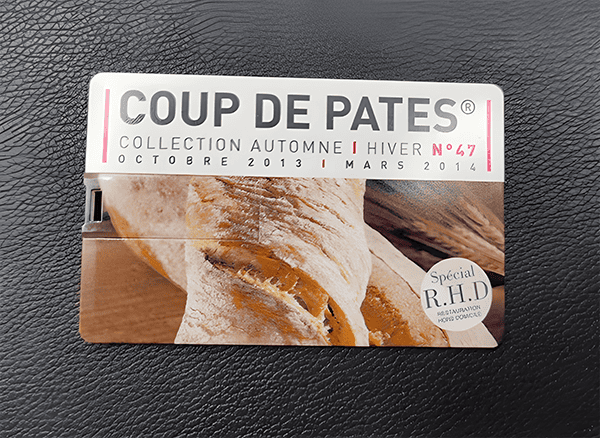 COUP DE PATES®
COLLECTION AUTOMNE | HIVER N°47
OCTOBRE 2013 | MARS 2014
Spécial
R.H.D
RESTAURATION
HORS DOMICILE